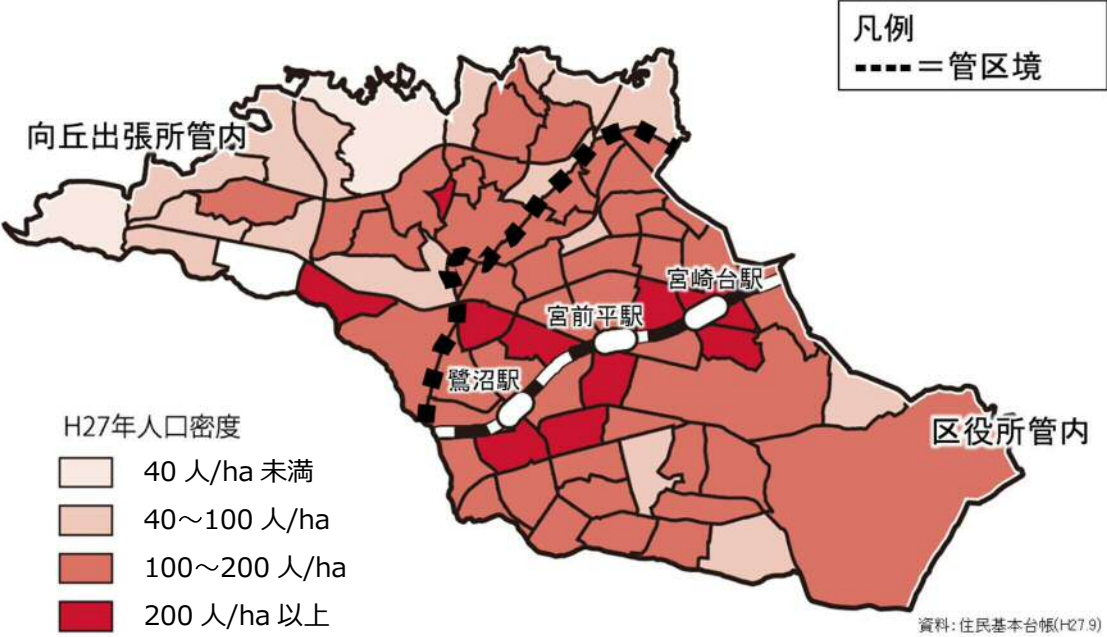 凡例
=管区境
向丘出張所管内
宮崎台駅
宮前平駅
鷺沼駅
区役所管内
H27年人口密度
40 人/ha 未満
40～100 人/ha
100～200 人/ha
200 人/ha 以上
資料:住民基本台帳(H27.9)